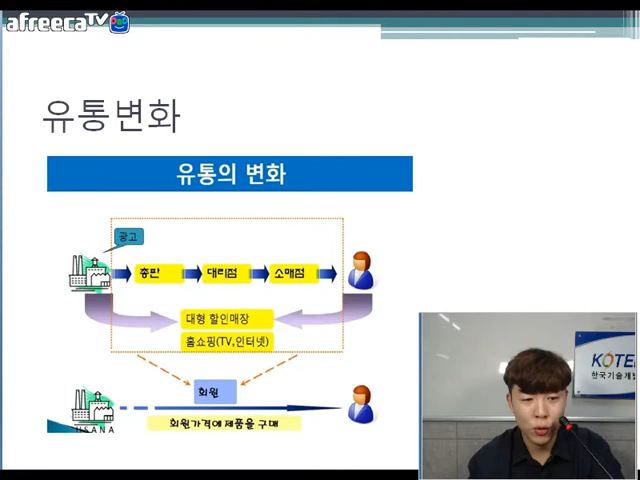 afreecaTV
유통변화
유통의 변화
광고
총판
대리점
소매점
대형 할인매장
홈쇼핑(TV,인터넷)
회원
USANA
회원가격에 제품을 구매
한국기술개발